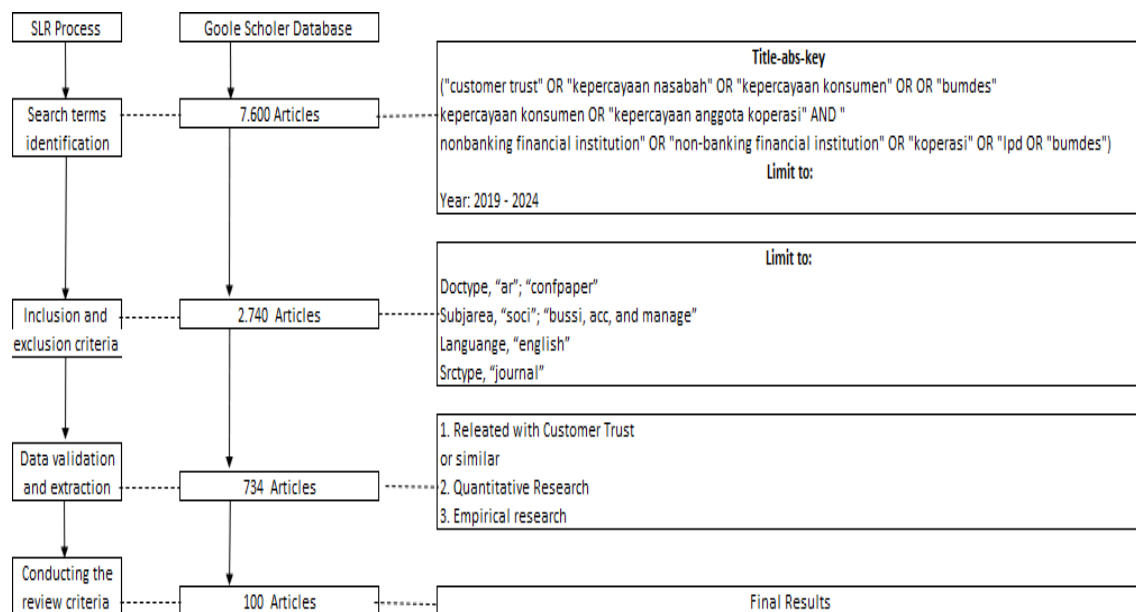 SLR Process
Goole Scholer Database
Title-abs-key
("customer trust" OR "kepercayaan nasabah" OR "kepercayaan konsumen" OR OR "bumdes"
kepercayaan konsumen OR "kepercayaan anggota koperasi" AND "
nonbanking financial institution" OR "non-banking financial institution" OR "koperasi" OR "lpd OR "bumdes")
Limit to:
Year: 2019 - 2024
Search terms
identification
7.600 Articles
Limit to:
Doctype, “ar”; “confpaper”
Subjarea, “soci”; “bussi, acc, and manage”
Languange, “english”
Srctype, “journal”
Inclusion and
exclusion criteria
2.740 Articles
1. Releated with Customer Trust
or similar
2. Quantitative Research
3. Empirical research
Data validation
and extraction
734 Articles
Conducting the
review criteria
100 Articles
Final Results